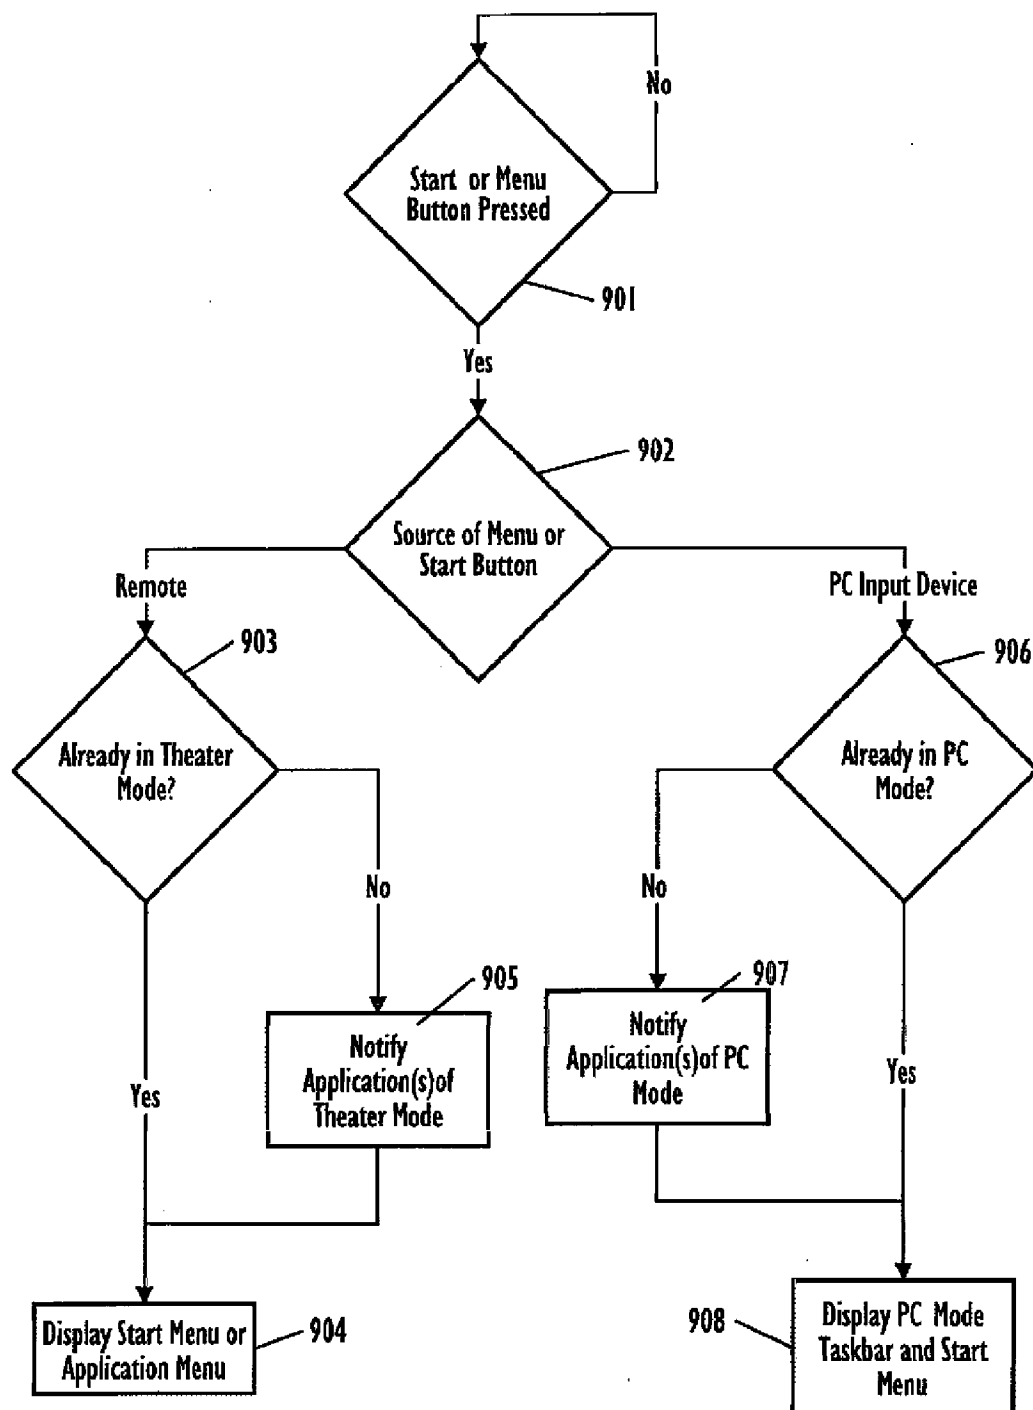 No
Start or Menu
Button Pressed
901
Yes
902
Source of Menu or
Start Button
Remote
PC Input Device
903
906
Already in Theater
Mode?
Already in PC
Mode?
No
No
905
907
Notify
Application(s)of
Theater Mode
Notify
Application(s)of PC
Mode
Yes
Yes
Display Start Menu or
Application Menu
904
908
Display PC Mode
Taskbar and Start
Menu